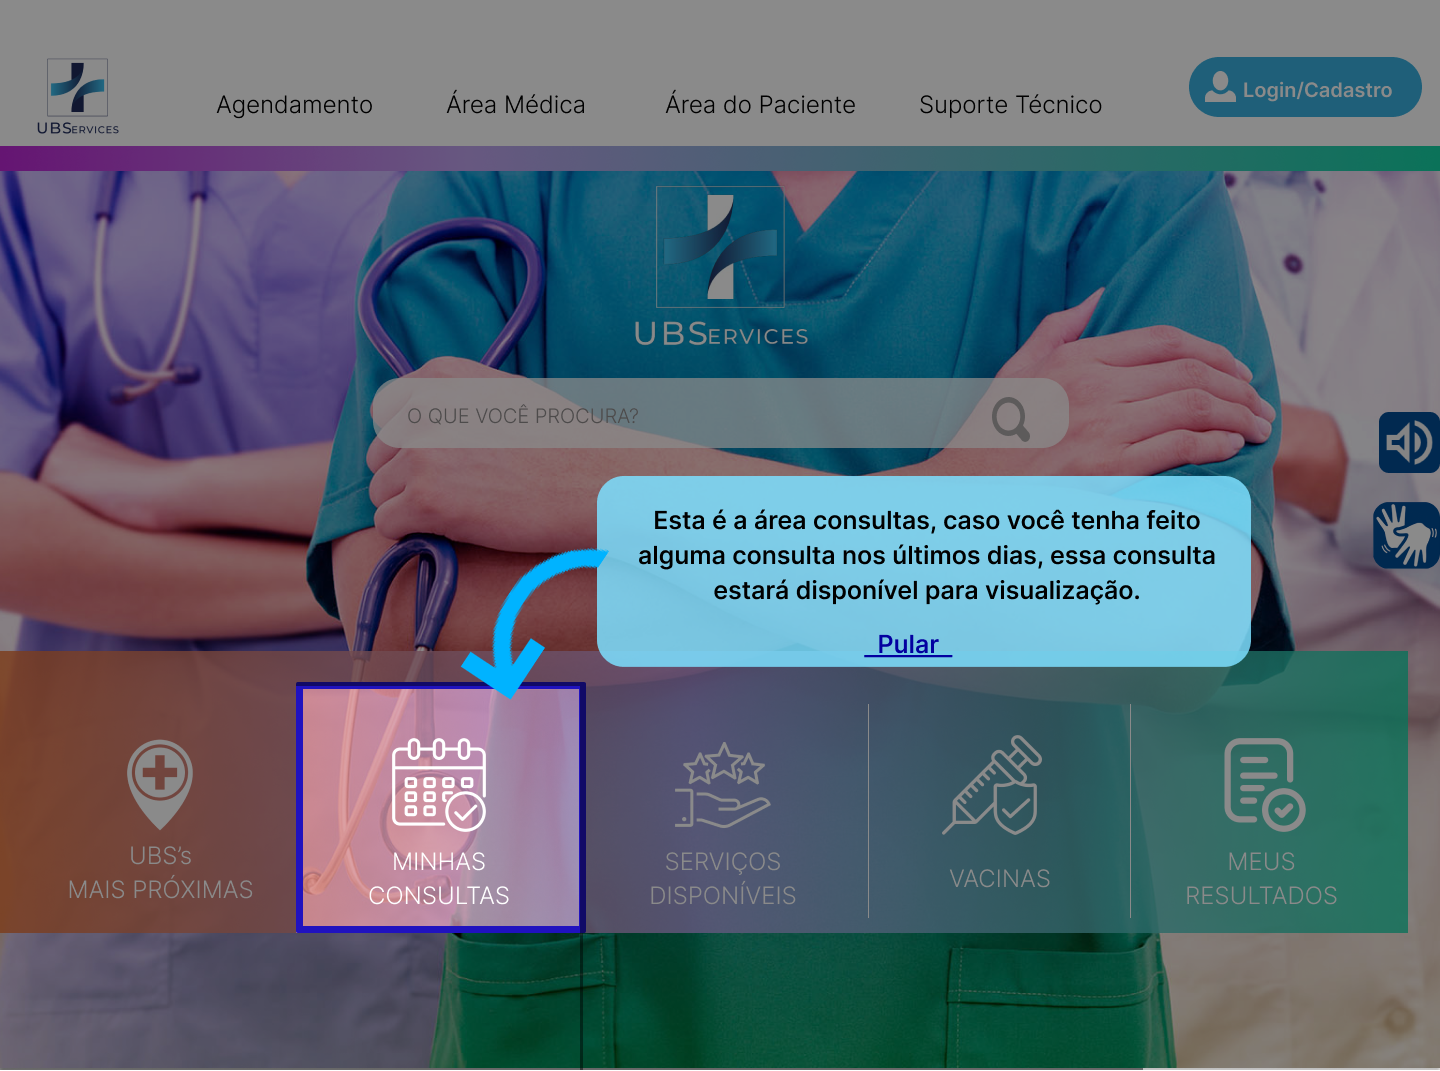 UBSERVICES
Agendamento
Área Médica
Área do Paciente
Suporte Técnico
Login/Cadastro
UBSERVICES
O QUE VOCÊ PROCURA?
Esta é a área consultas, caso você tenha feito
alguma consulta nos últimos dias, essa consulta
estará disponível para visualização.
Pular
UBS's
MAIS PRÓXIMAS
MINHAS
CONSULTAS
SERVIÇOS
DISPONÍVEIS
VACINAS
MEUS
RESULTADOS